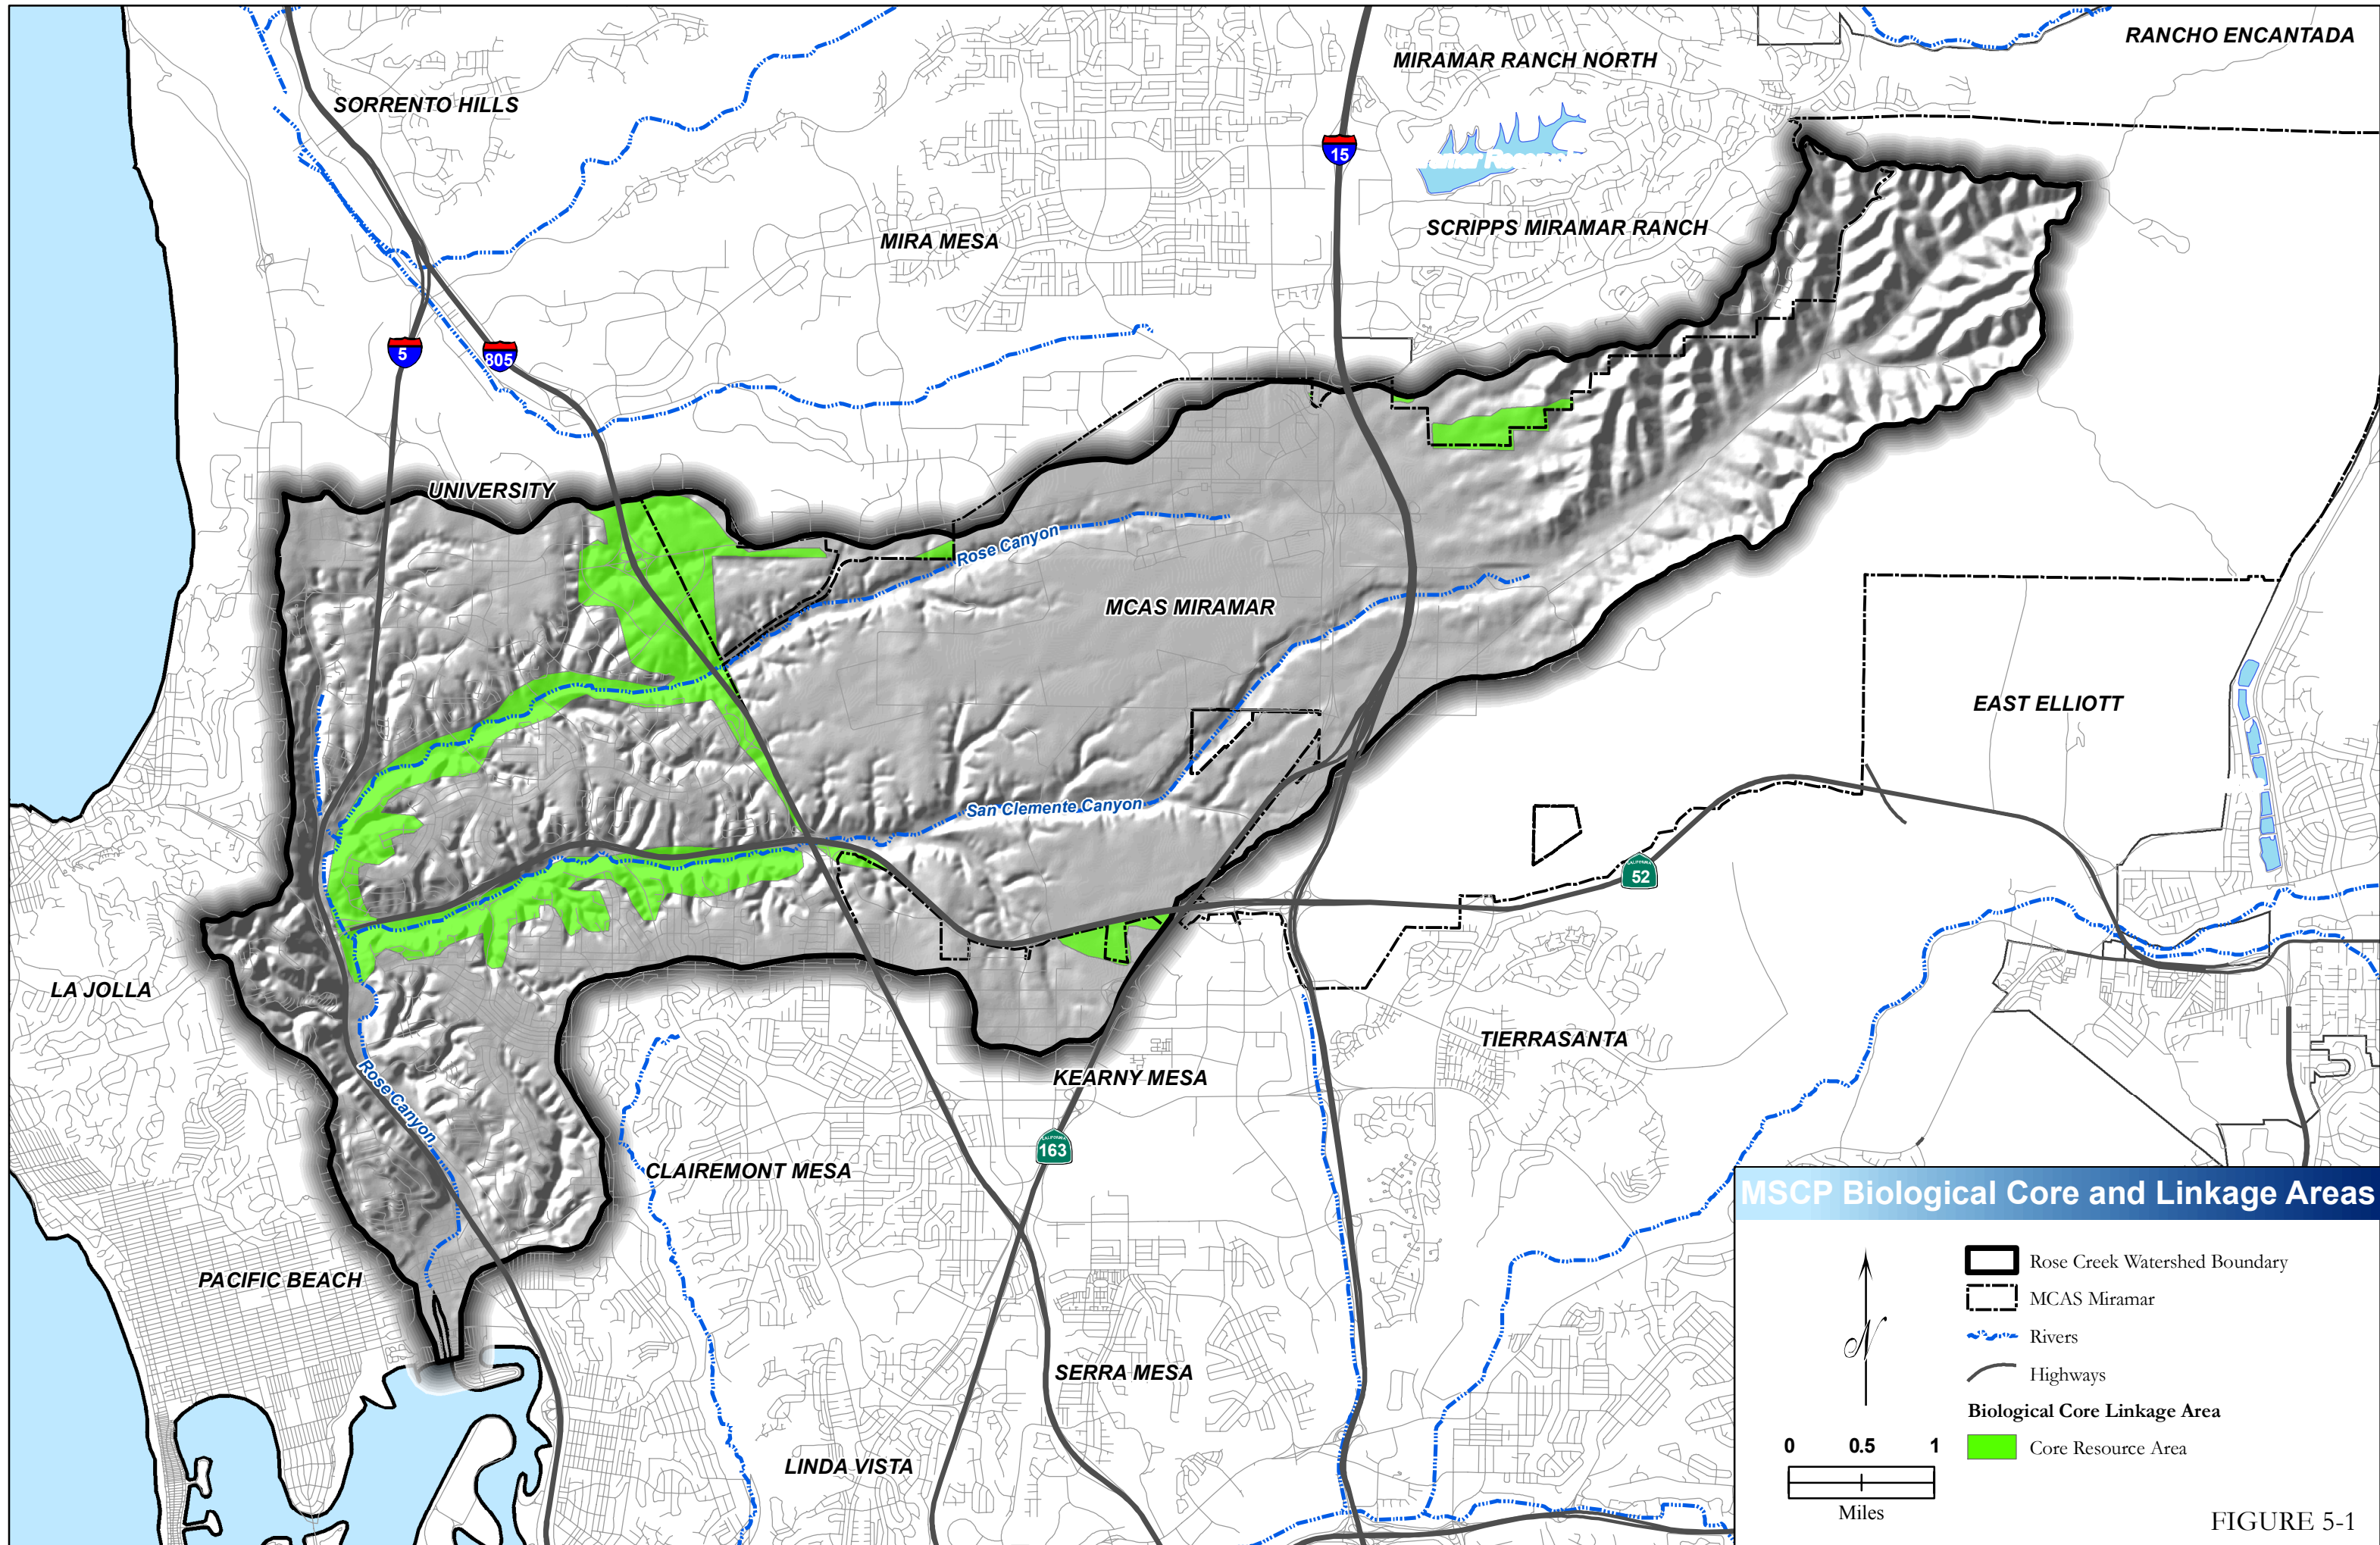 RANCHO ENCANTADA
MIRAMAR RANCH NORTH
SORRENTO HILLS
15
SCRIPPS MIRAMAR RANCH
MIRA MESA
5
805
UNIVERSITY
Rose Canyon
MCAS MIRAMAR
EAST ELLIOTT
San Clemente Canyon
CALIFORNIA
52
LA JOLLA
TIERRASANTA
KEARNY MESA
Rose Canyon
CALIFORNIA
163
CLAIREMONT MESA
PACIFIC BEACH
SERRA MESA
LINDA VISTA
MSCP Biological Core and Linkage Areas
N
Rose Creek Watershed Boundary
MCAS Miramar
Rivers
Highways
Biological Core Linkage Area
Core Resource Area
0 0.5 1
Miles
FIGURE 5-1